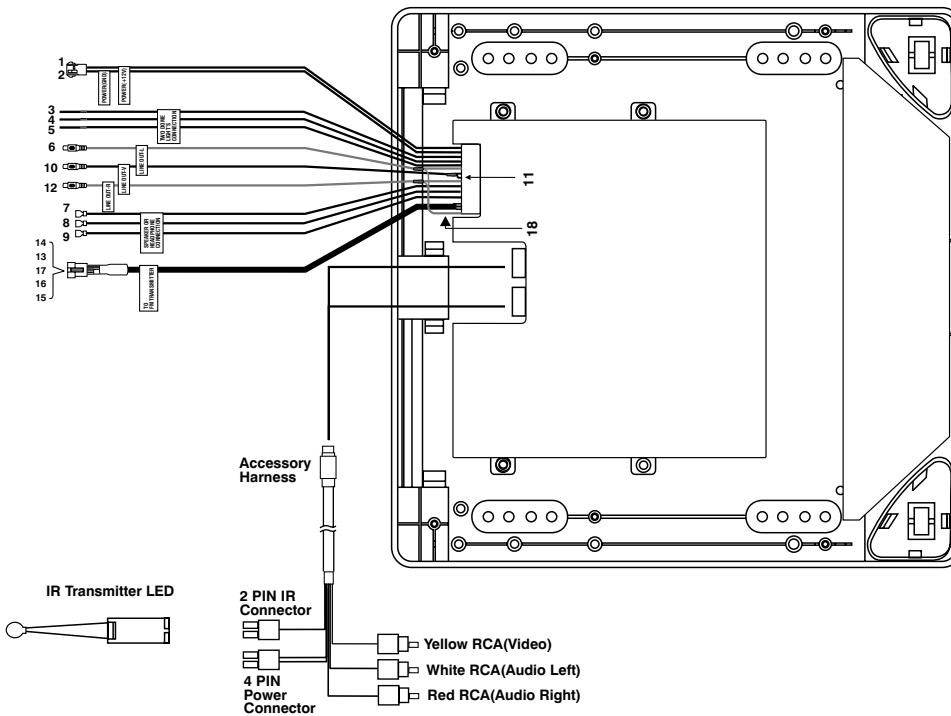 1
2
POWER(GND)
POWER(+12V)
3
4
5
TWO DOME
LIGHT'S
CONNECTION
6
LINE OUT-L
10
LINE OUT-V
12
LINE OUT-R
7
8
9
SPEAKER OR
HEADPHONE
CONNECTION
14
13
17
16
15
TO
FM TRANSMITTER
11
18
Accessory
Harness
IR Transmitter LED
2 PIN IR
Connector
4 PIN
Power
Connector
Yellow RCA(Video)
White RCA(Audio Left)
Red RCA(Audio Right)